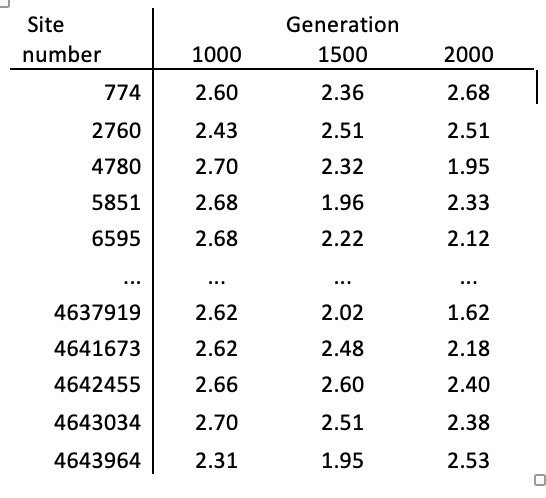 Site Generation
number 1000 1500 2000
774 2.60 2.36 2.68
2760 2.43 2.51 2.51
4780 2.70 2.32 1.95
5851 2.68 1.96 2.33
6595 2.68 2.22 2.12
... ... ... ...
4637919 2.62 2.02 1.62
4641673 2.62 2.48 2.18
4642455 2.66 2.60 2.40
4643034 2.70 2.51 2.38
4643964 2.31 1.95 2.53